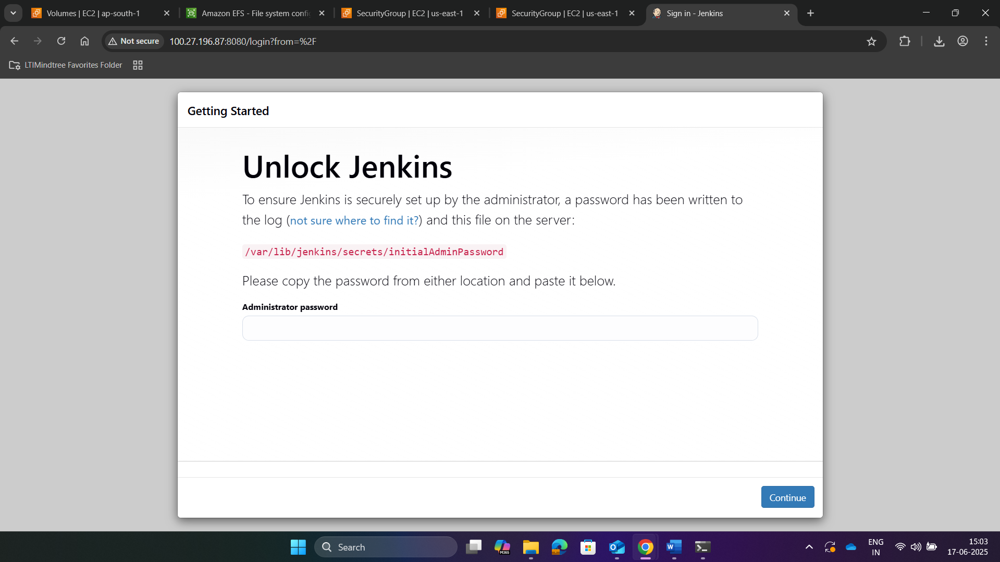 Volumes | EC2 | ap-south-1
Amazon EFS - File system config
SecurityGroup | EC2 | us-east-1
SecurityGroup | EC2 | us-east-1
Sign in - Jenkins
Not secure
100.27.196.87:8080/login?from=%2F
LTIMindtree Favorites Folder
Getting Started
Unlock Jenkins
To ensure Jenkins is securely set up by the administrator, a password has been written to
the log (not sure where to find it?) and this file on the server:
/var/lib/jenkins/secrets/initialAdminPassword
Please copy the password from either location and paste it below.
Administrator password
Continue
Search
M365
ENG
IN
15:03
17-06-2025